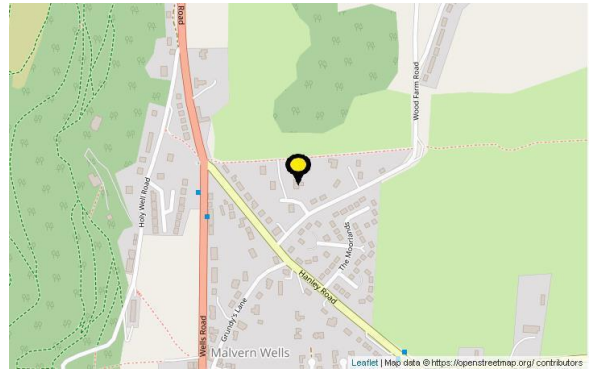 Road
Wood Farm Road
Holy Well Road
The Moorlands
Hanley Road
Grundy's Lane
Wells Road
Malvern Wells
Leaflet | Map data © https://openstreetmap.org/ contributors